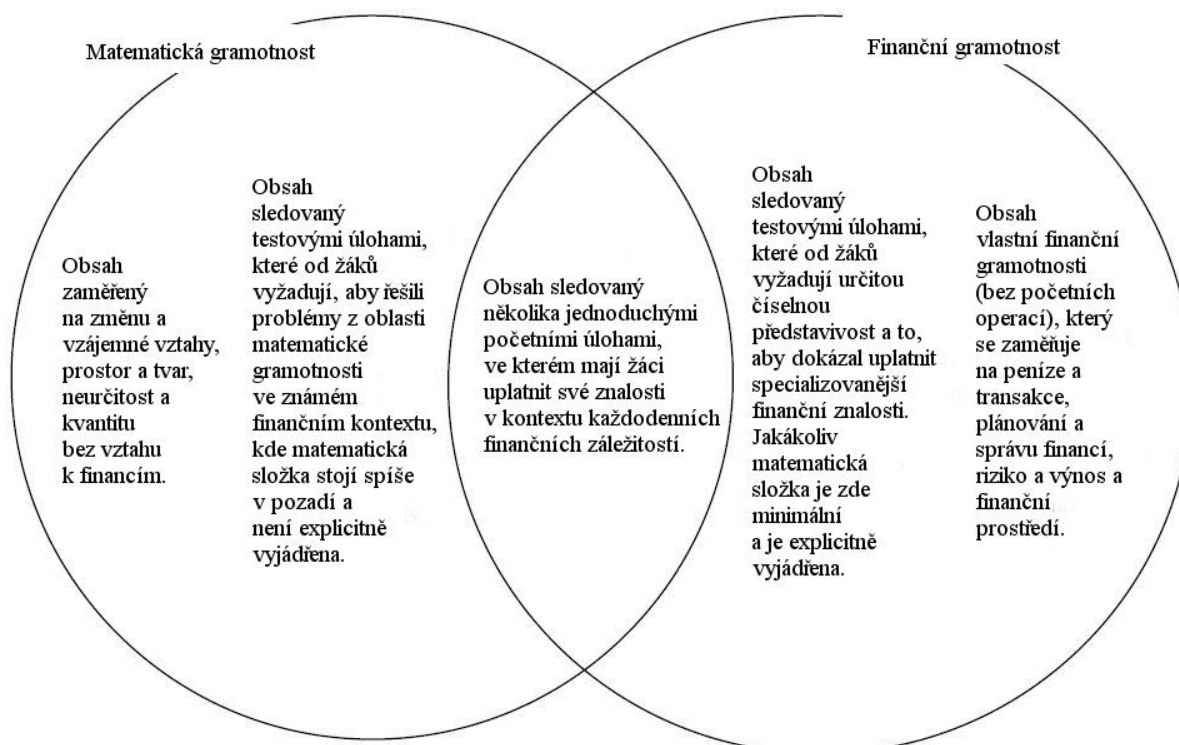 Matematická gramotnost
Finanční gramotnost
Obsah
zaměřený
na změnu a
vzájemné vztahy,
prostor a tvar,
neurčitost a
kvantitu
bez vztahu
k financím.
Obsah
sledovaný
testovými úlohami,
které od žáků
vyžadují, aby řešili
problémy z oblasti
matematické
gramotnosti
ve známém
finančním kontextu,
kde matematická
složka stojí spíše
v pozadí a
není explicitně
vyjádřena.
Obsah sledovaný
několika jednoduchými
početními úlohami,
ve kterém mají žáci
uplatnit své znalosti
v kontextu každodenních
finančních záležitostí.
Obsah
sledovaný
testovými úlohami,
které od žáků
vyžadují určitou
číselnou
představivost a to,
aby dokázal uplatnit
specializovanější
finanční znalosti.
Jakákoliv
matematická
složka je zde
minimální
a je explicitně
vyjádřena.
Obsah
vlastní finanční
gramotnosti
(bez početních
operací), který
se zaměřuje
na peníze a
transakce,
plánování a
správu financí,
riziko a výnos a
finanční
prostředí.